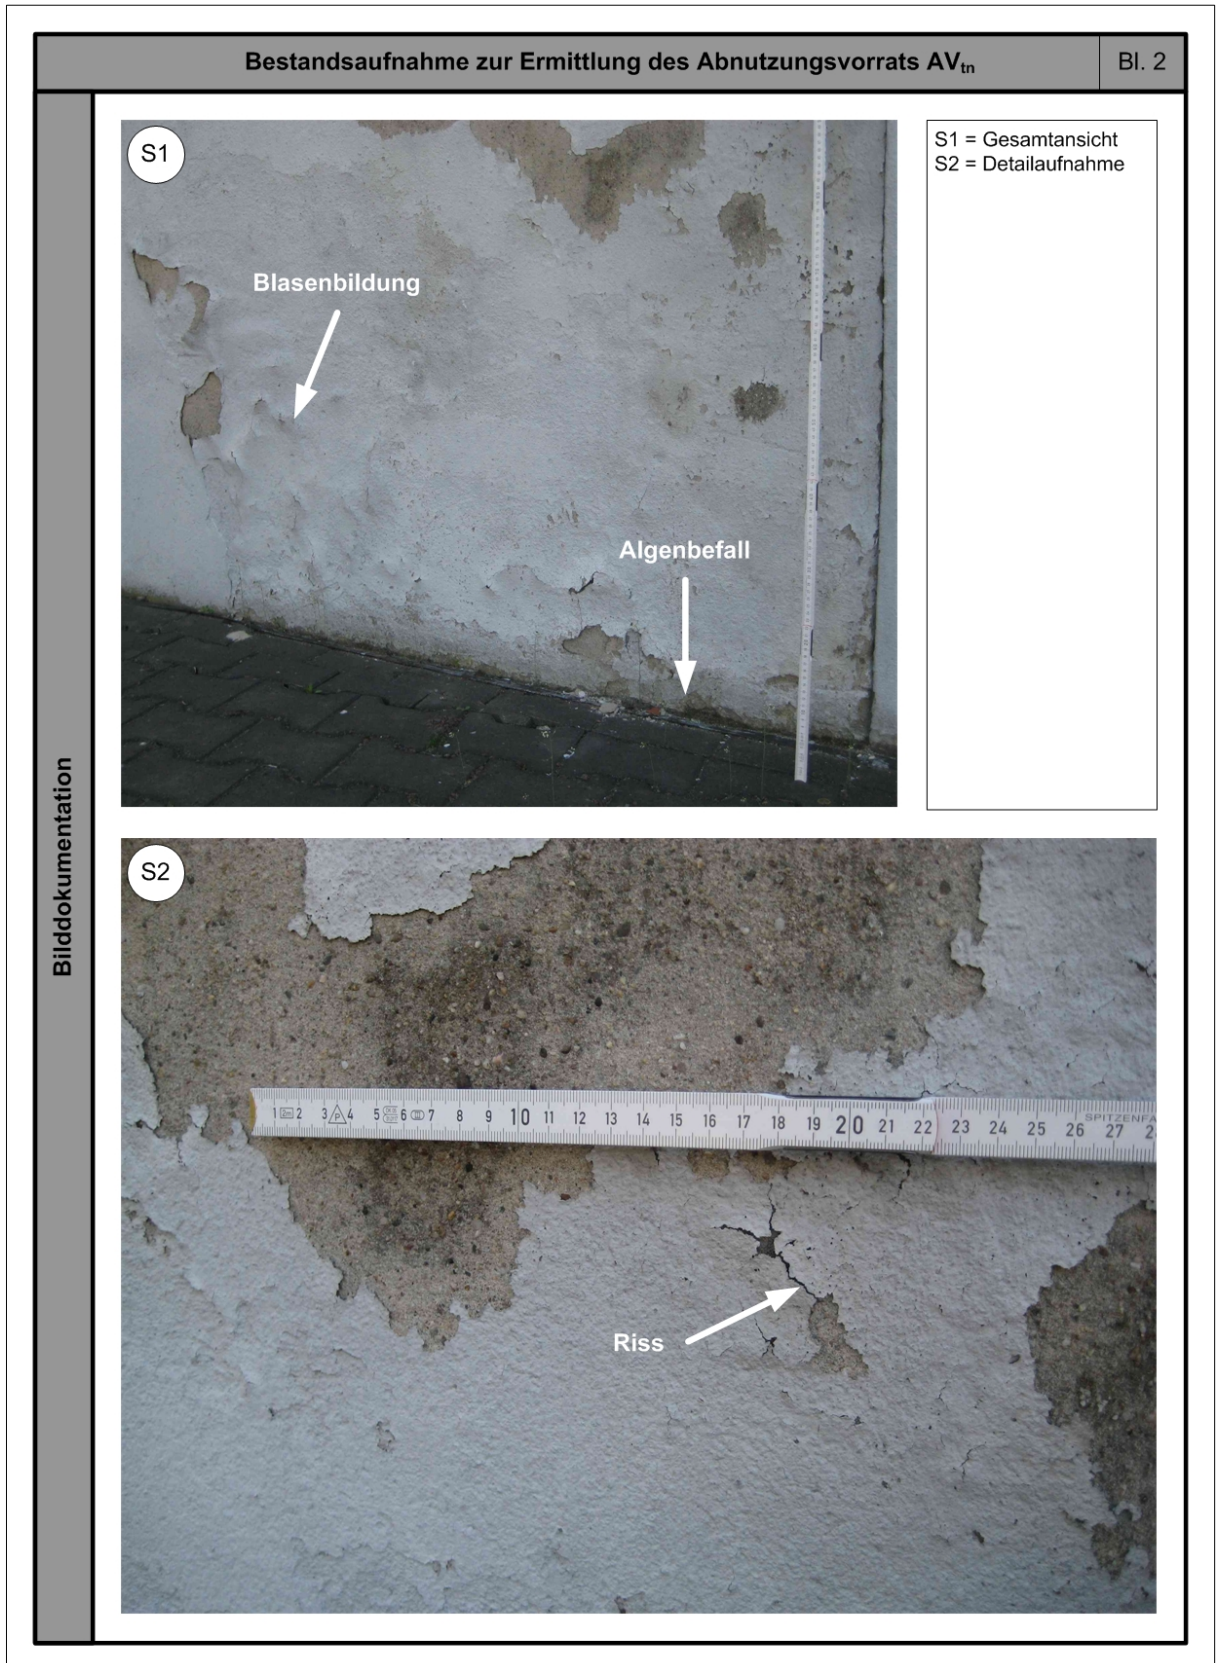 Bestandsaufnahme zur Ermittlung des Abnutzungsvorrats AVtn
Bl. 2
Bilddokumentation
S1
S1 = Gesamtansicht
S2 = Detailaufnahme
Blasenbildung
Algenbefall
S2
1 2 3 4 5 6 7 8 9 10 11 12 13 14 15 16 17 18 19 20 21 22 23 24 25 26 27
SPITZENFA
Riss